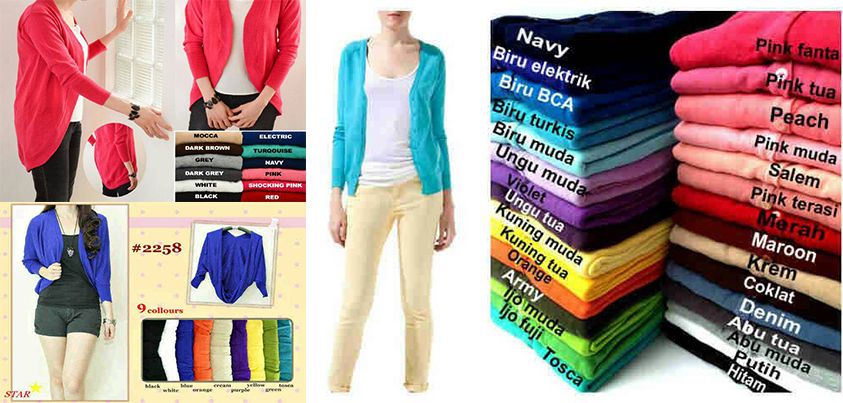 MOCCA
ELECTRIC
DARK BROWN
TURQOUISE
GREY
NAVY
DARK GREY
PINK
WHITE
SHOCKING PINK
BLACK
RED
#2258
9 collours
black
white
blue
orange
cream
purple
yellow
green
tosca
STAR
Navy
Biru elektrik
Biru BCA
Biru turkis
Biru muda
Ungu muda
Violet
Ungu tua
Kuning muda
Kuning tua
Orange
Army
Ijo muda
Ijo fuji
Tosca
Pink fanta
Pink tua
Peach
Pink muda
Salem
Pink terasi
Merah
Maroon
Krem
Coklat
Denim
Abu tua
Abu muda
Putih
Hitam